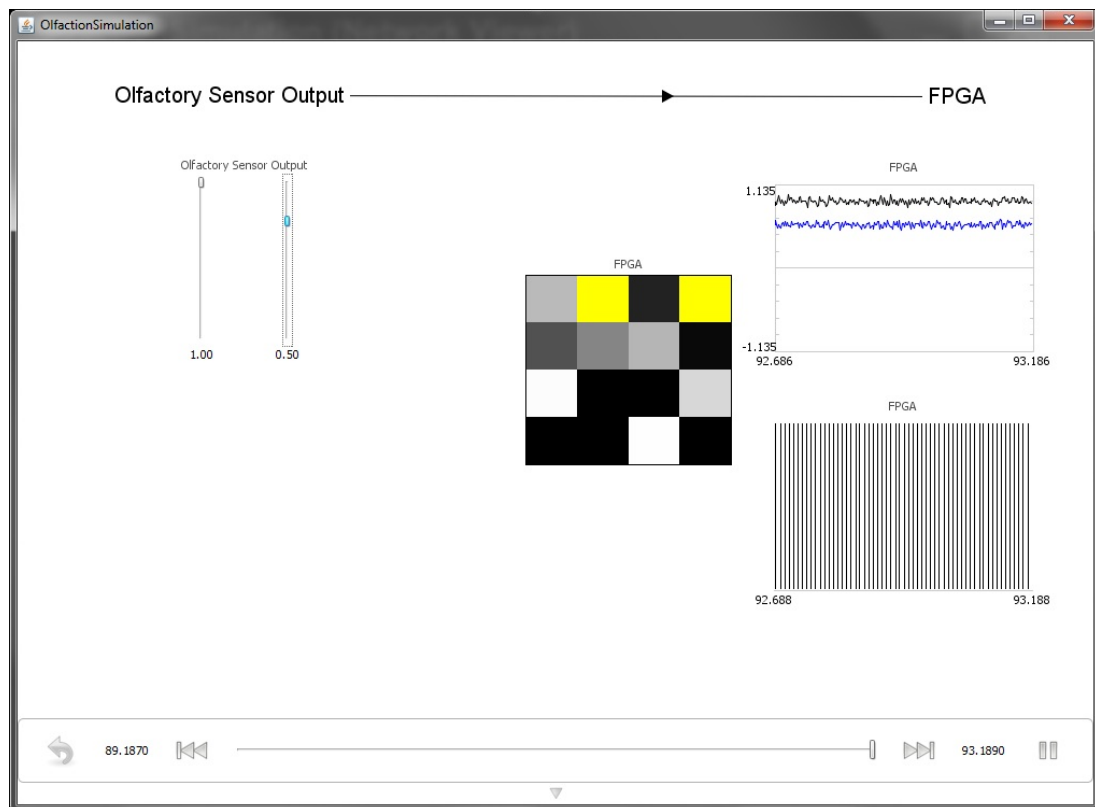 OlfactionSimulation
Olfactory Sensor Output
FPGA
Olfactory Sensor Output
1.00
0.50
FPGA
FPGA
1.135
-1.135
92.686
93.186
FPGA
92.688
93.188
89.1870
93.1890